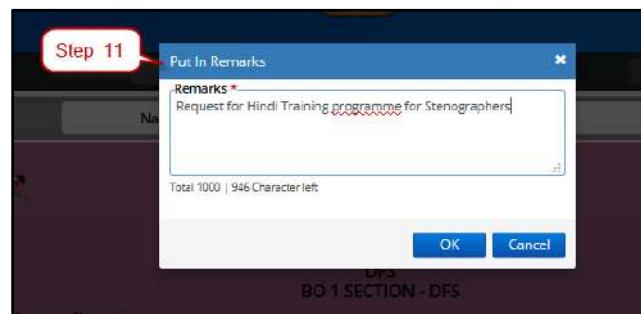 Step 11
Put In Remarks
Remarks *
Na
Request for Hindi Training programme for Stenographers
Total 1000 | 946 Character left
OK Cancel
DFS
BO 1 SECTION - DFS